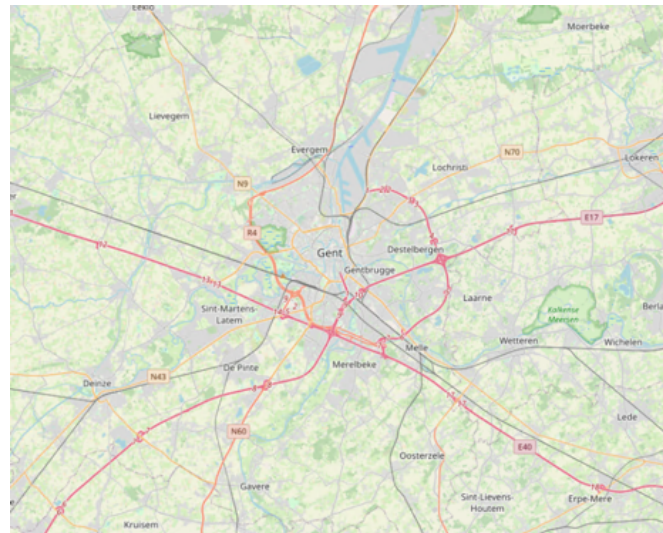 Eeklo
Moerbeke
Lievegem
Evergem
N70
Lokeren
Lochristi
N9
E17
R4
Gent
Destelbergen
Gentbrugge
Laarne
Kalkense
Meersen
Berla
Sint-Martens-
Latem
Melle
Wetteren
Wichelen
De Pinte
Merelbeke
N43
Deinze
Lede
N60
E40
Oosterzele
Gavere
Sint-Lievens-
Houtem
Erpe-Mere
Kruisem